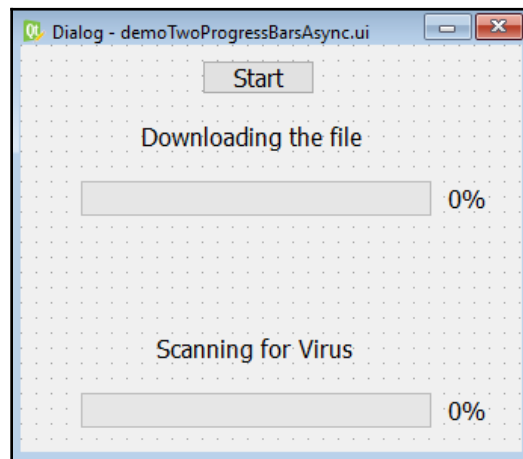 Dialog - demoTwoProgressBarsAsync.ui
Start
Downloading the file
0%
Scanning for Virus
0%